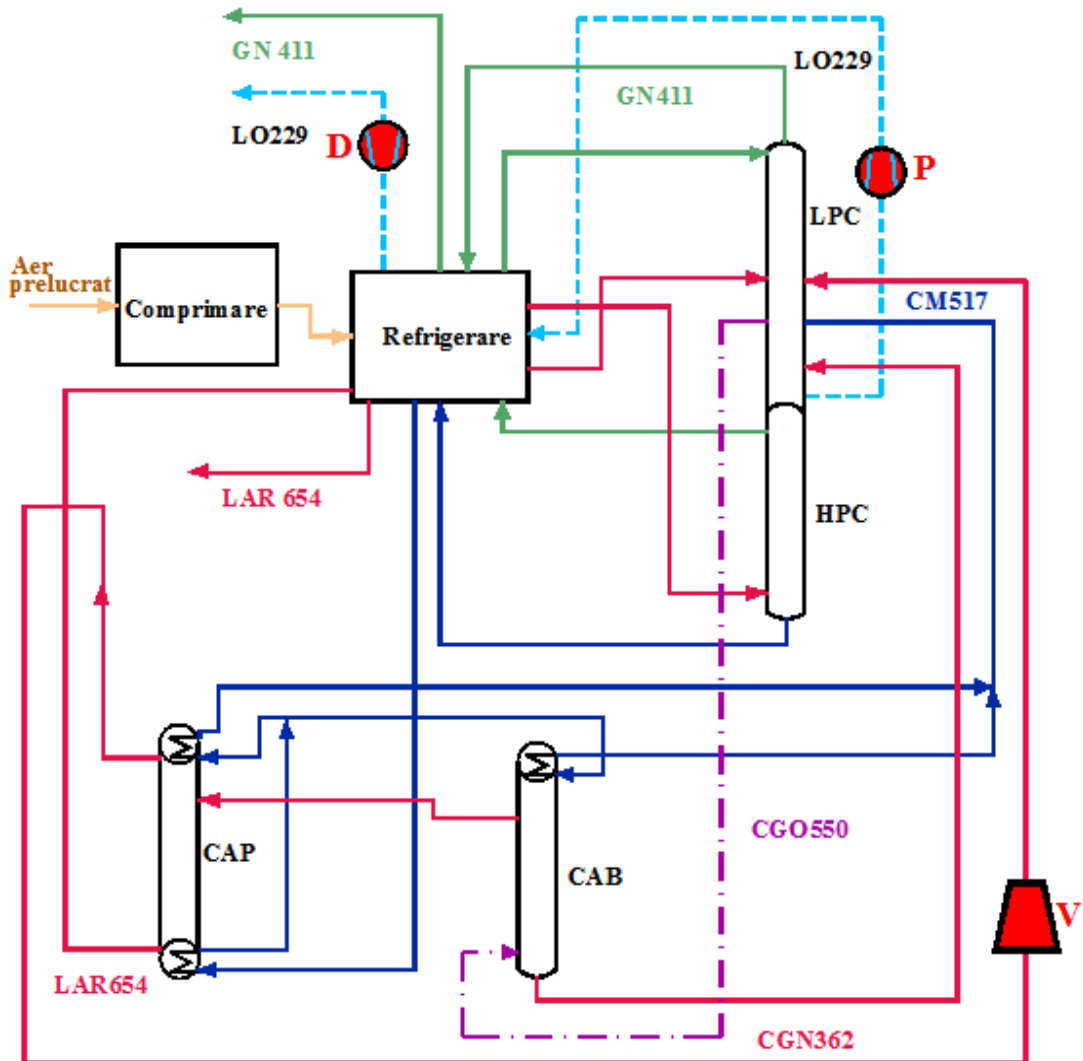 GN 411
LO229
GN411
LO229
D
P
LPC
Aer
prelucrat
Comprimare
Refrigerare
CM517
LAR 654
HPC
CGO550
CAP
CAB
V
LAR654
CGN362